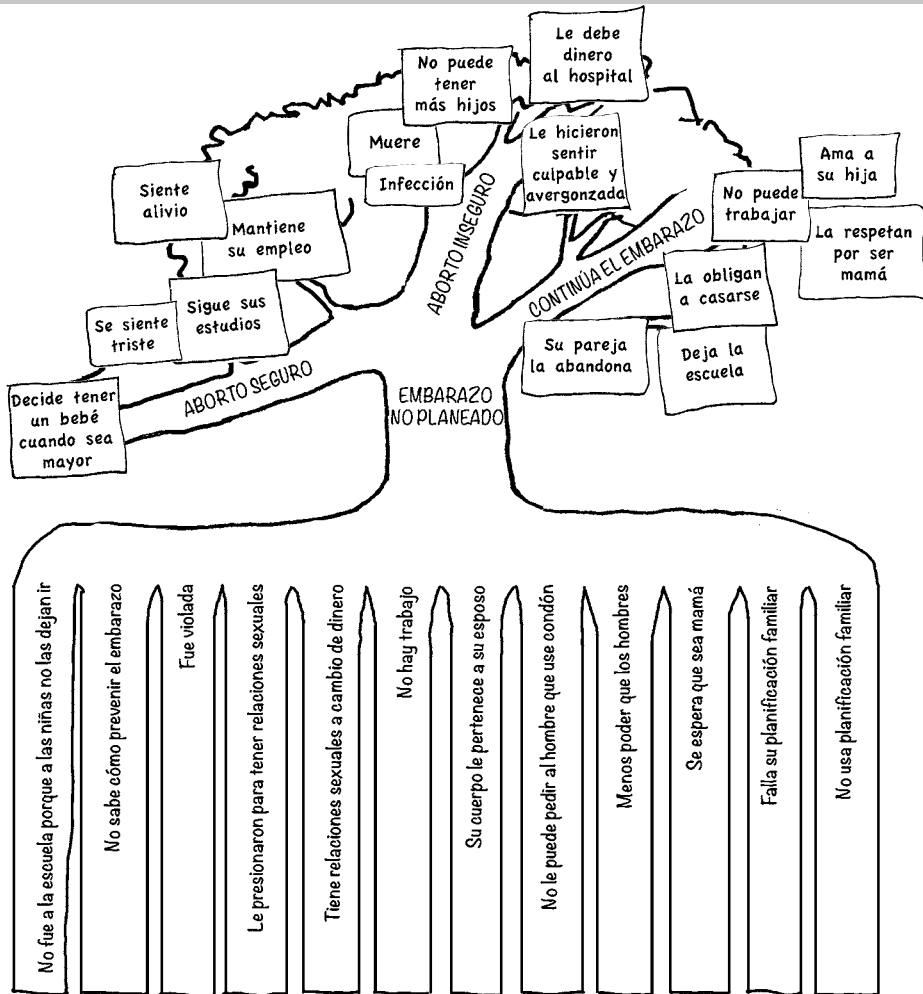 Le debe
dinero
al hospital
No puede
tener
más hijos
Muere
Infección
Le hicieron
sentir
culpable y
avergonzada
Ama a
su hija
No puede
trabajar
La respetan
por ser
mamá
Siente
alivio
Mantiene
su empleo
Sigue sus
estudios
Se siente
triste
Decide tener
un bebé
cuando sea
mayor
La obligan
a casarse
Su pareja
la abandona
Deja la
escuela
ABORTO SEGURO
ABORTO INSEGURO
CONTINÚA EL EMBARAZO
EMBARAZO
NO PLANEADO
No fue a la escuela porque a las niñas no las dejan ir
No sabe cómo prevenir el embarazo
Fue violada
Le presionaron para tener relaciones sexuales
Tiene relaciones sexuales a cambio de dinero
No hay trabajo
Su cuerpo le pertenece a su esposo
No le puede pedir al hombre que use condón
Menos poder que los hombres
Se espera que sea mamá
Falla su planificación familiar
No usa planificación familiar